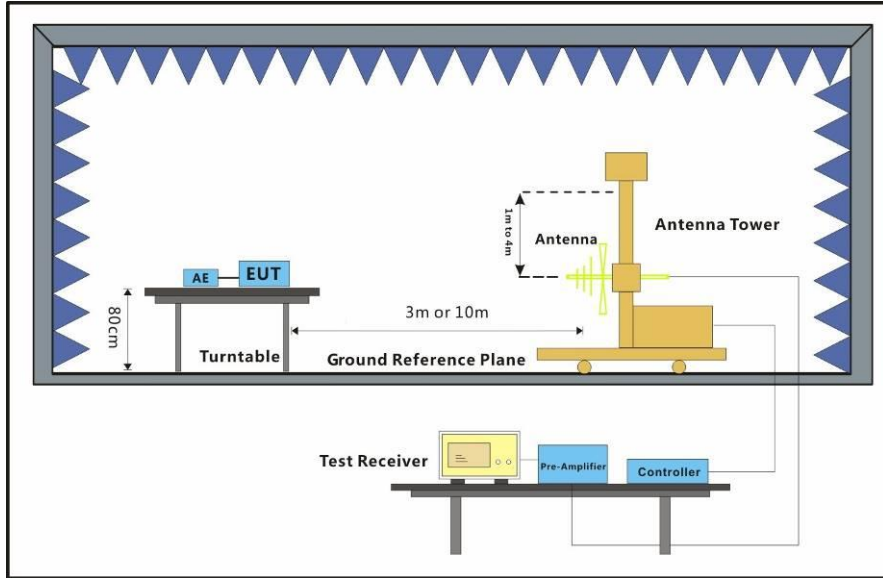 1m to 4m
Antenna Tower
Antenna
AE
EUT
80cm
3m or 10m
Turntable
Ground Reference Plane
Test Receiver
Pre-Amplifier
Controller